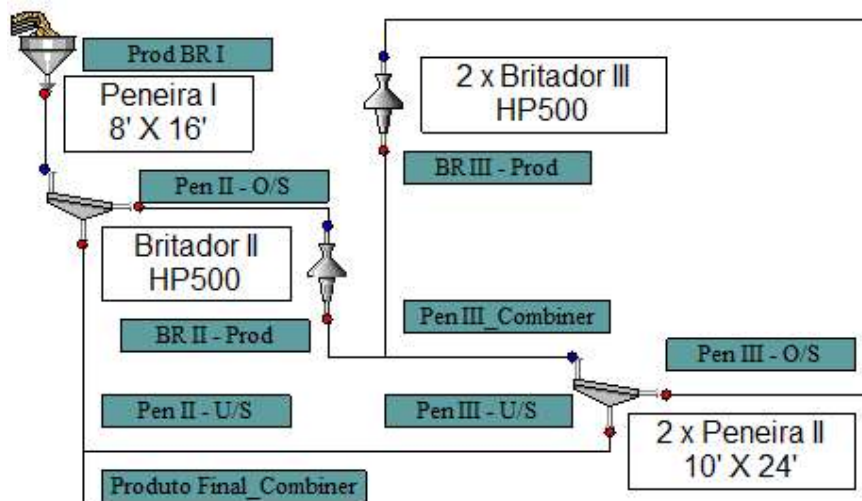 Prod BR I
Peneira I
8' X 16'
2 x Britador III
HP500
Pen II - O/S
BR III - Prod
Britador II
HP500
BR II - Prod
Pen III_Combiner
Pen III - O/S
Pen II - U/S
Pen III - U/S
2 x Peneira II
10' X 24'
Produto Final_Combiner